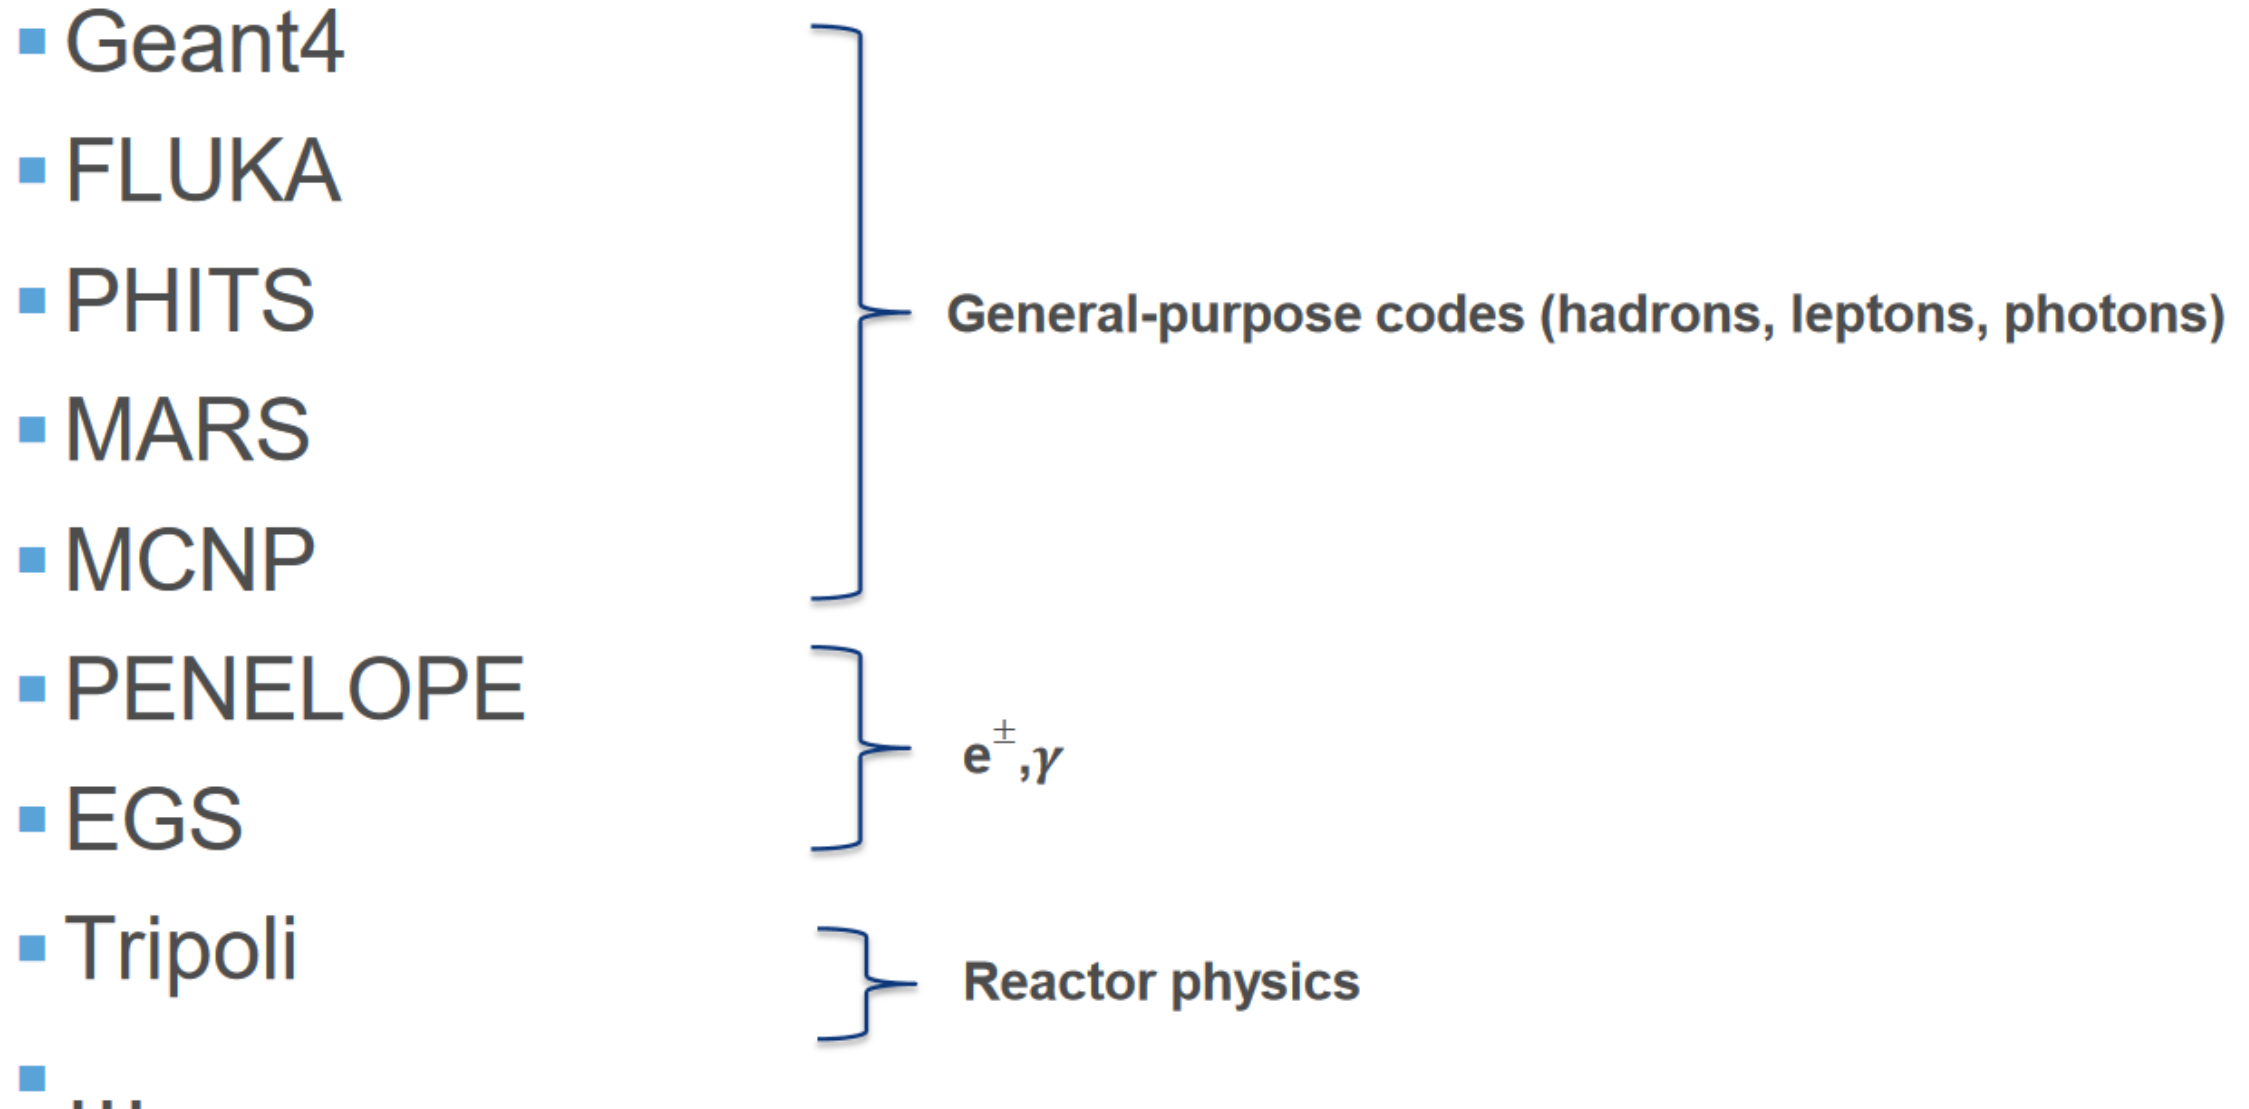 ▪ Geant4
▪ FLUKA
▪ PHITS
General-purpose codes (hadrons, leptons, photons)
▪ MARS
▪ MCNP
▪ PENELOPE
e±,γ
▪ EGS
▪ Tripoli
Reactor physics
▪ ...